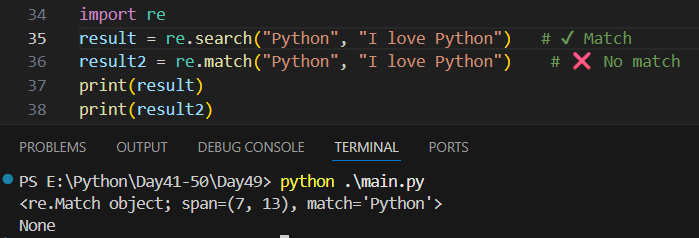 34 import re
35 result = re.search("Python", "I love Python")   # ✓ Match
36 result2 = re.match("Python", "I love Python")    # ❌ No match
37 print(result)
38 print(result2)
PROBLEMS OUTPUT DEBUG CONSOLE TERMINAL PORTS
PS E:\Python\Day41-50\Day49> python .\main.py
<re.Match object; span=(7, 13), match='Python'>
None